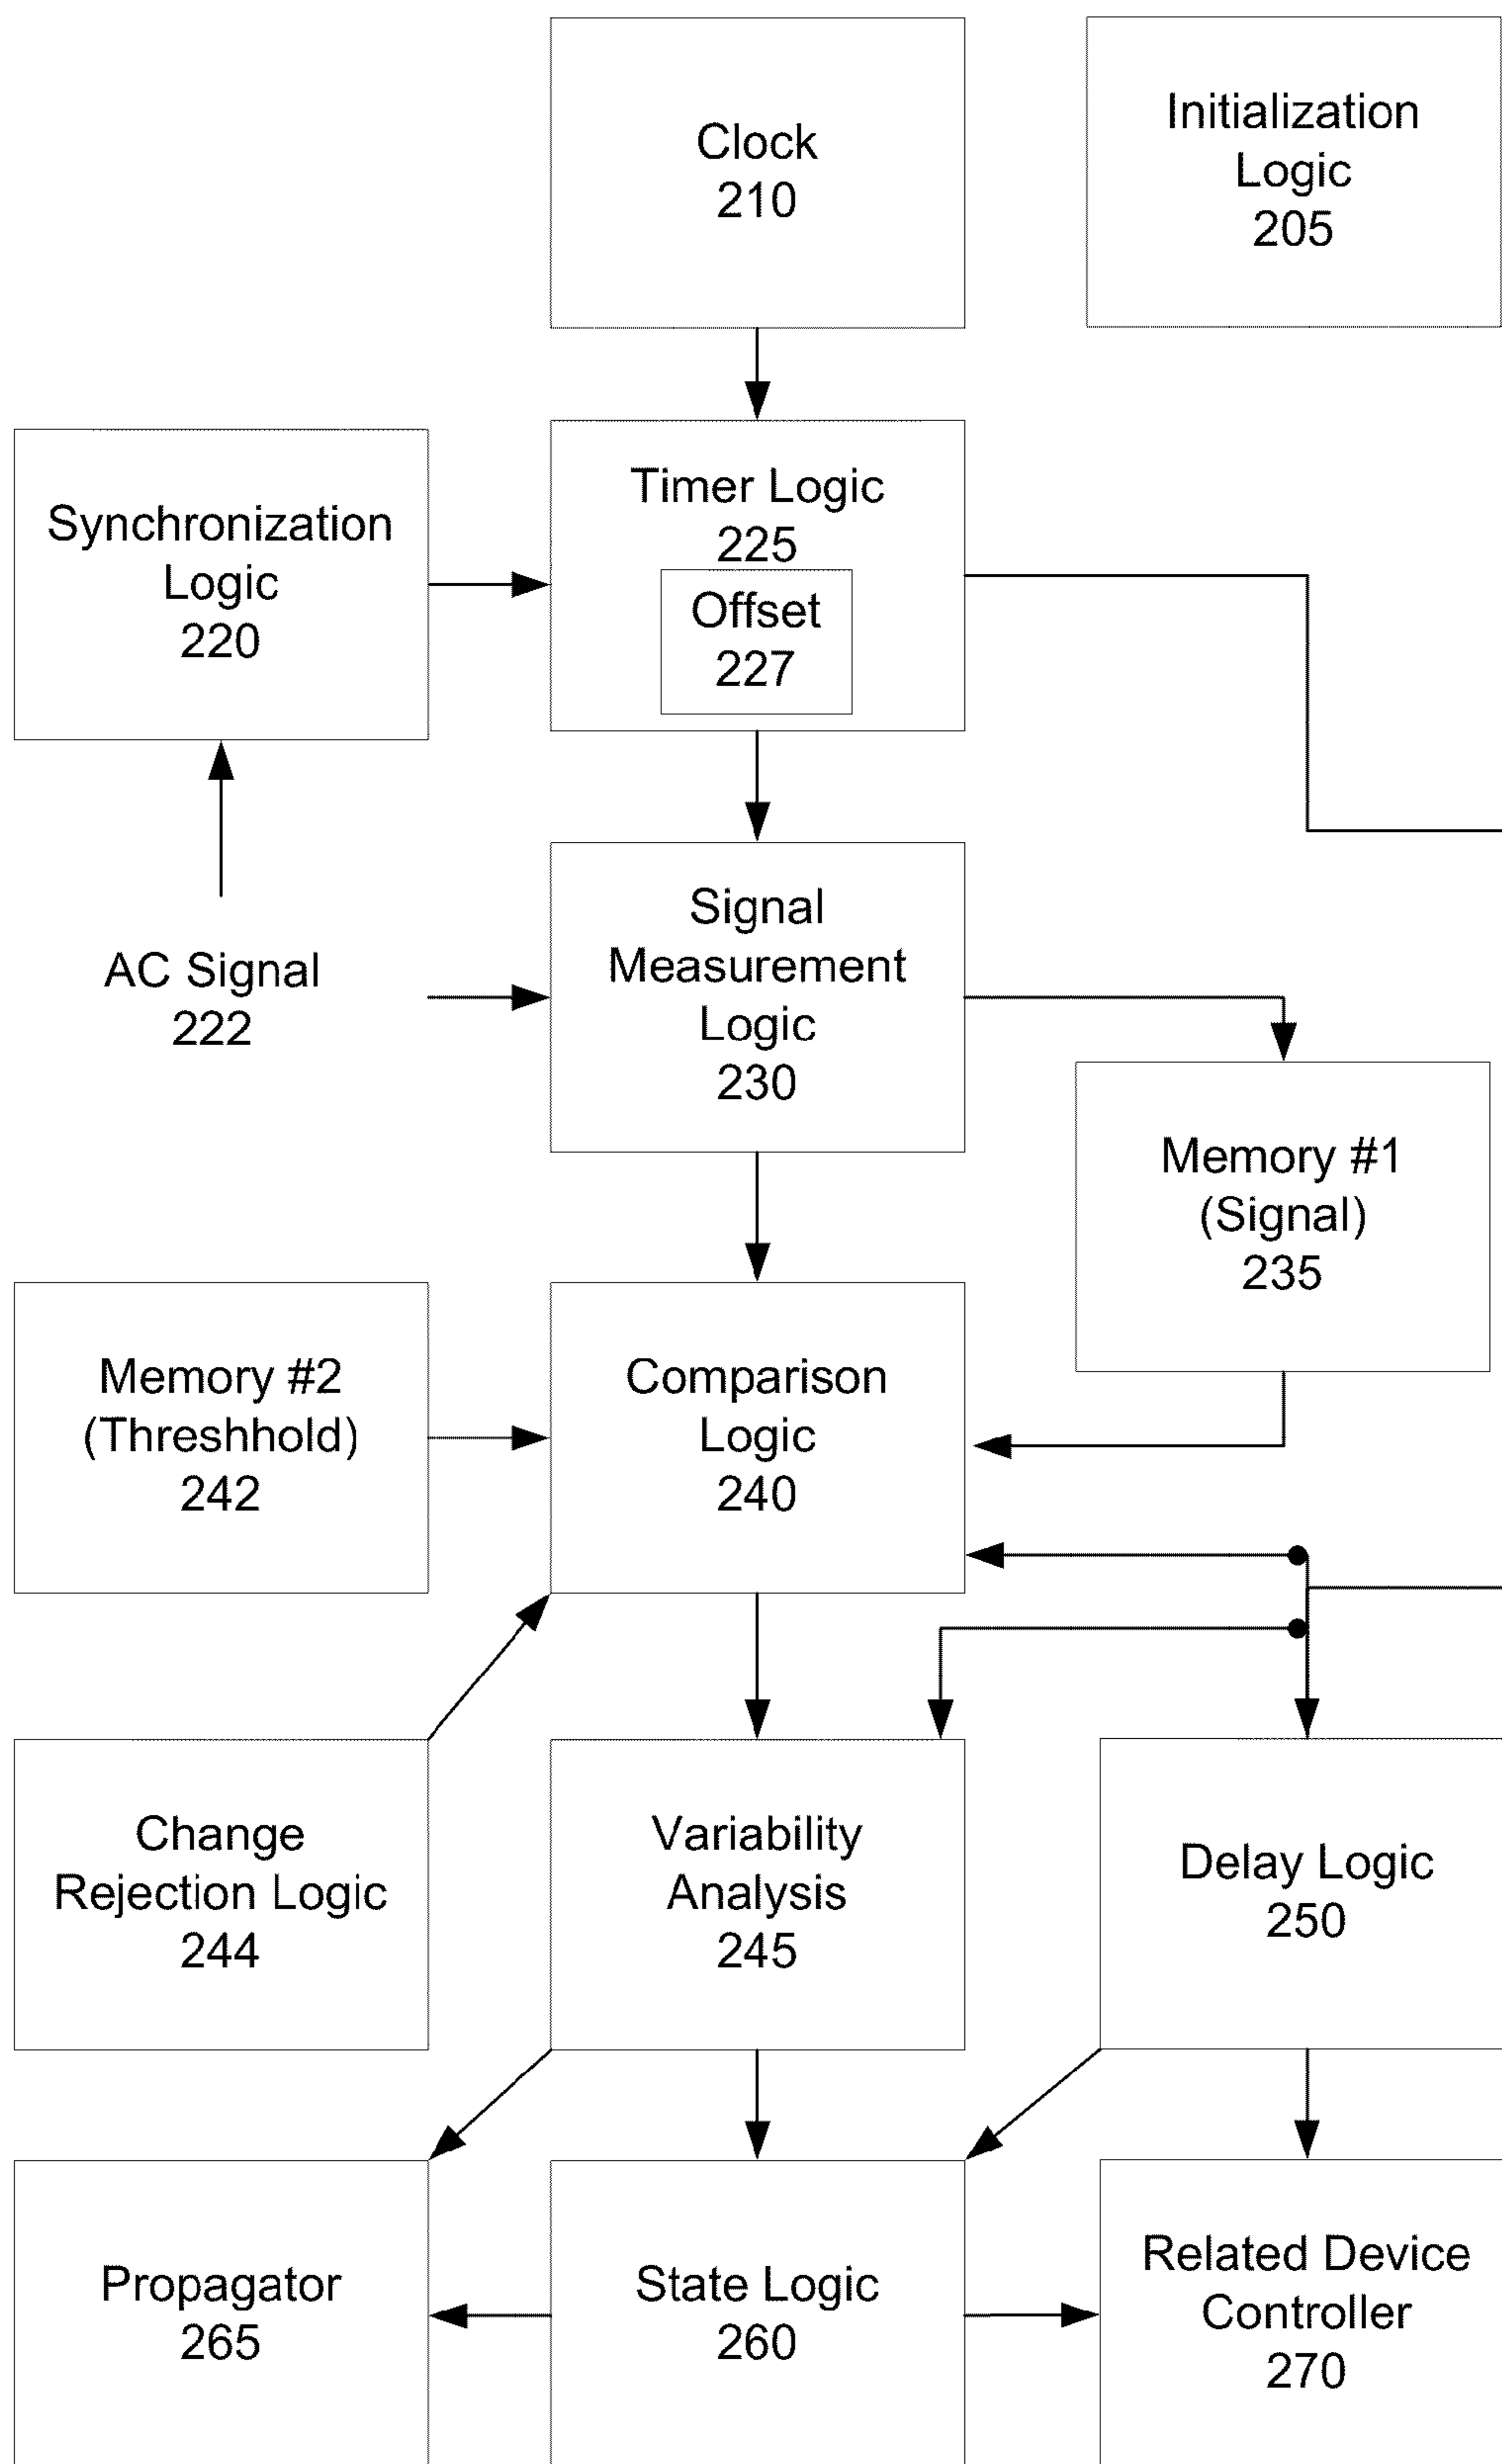 Clock
210
Initialization
Logic
205
Synchronization
Logic
220
Timer Logic
225
Offset
227
AC Signal
222
Signal
Measurement
Logic
230
Memory #1
(Signal)
235
Memory #2
(Threshhold)
242
Comparison
Logic
240
Change
Rejection Logic
244
Variability
Analysis
245
Delay Logic
250
Propagator
265
State Logic
260
Related Device
Controller
270